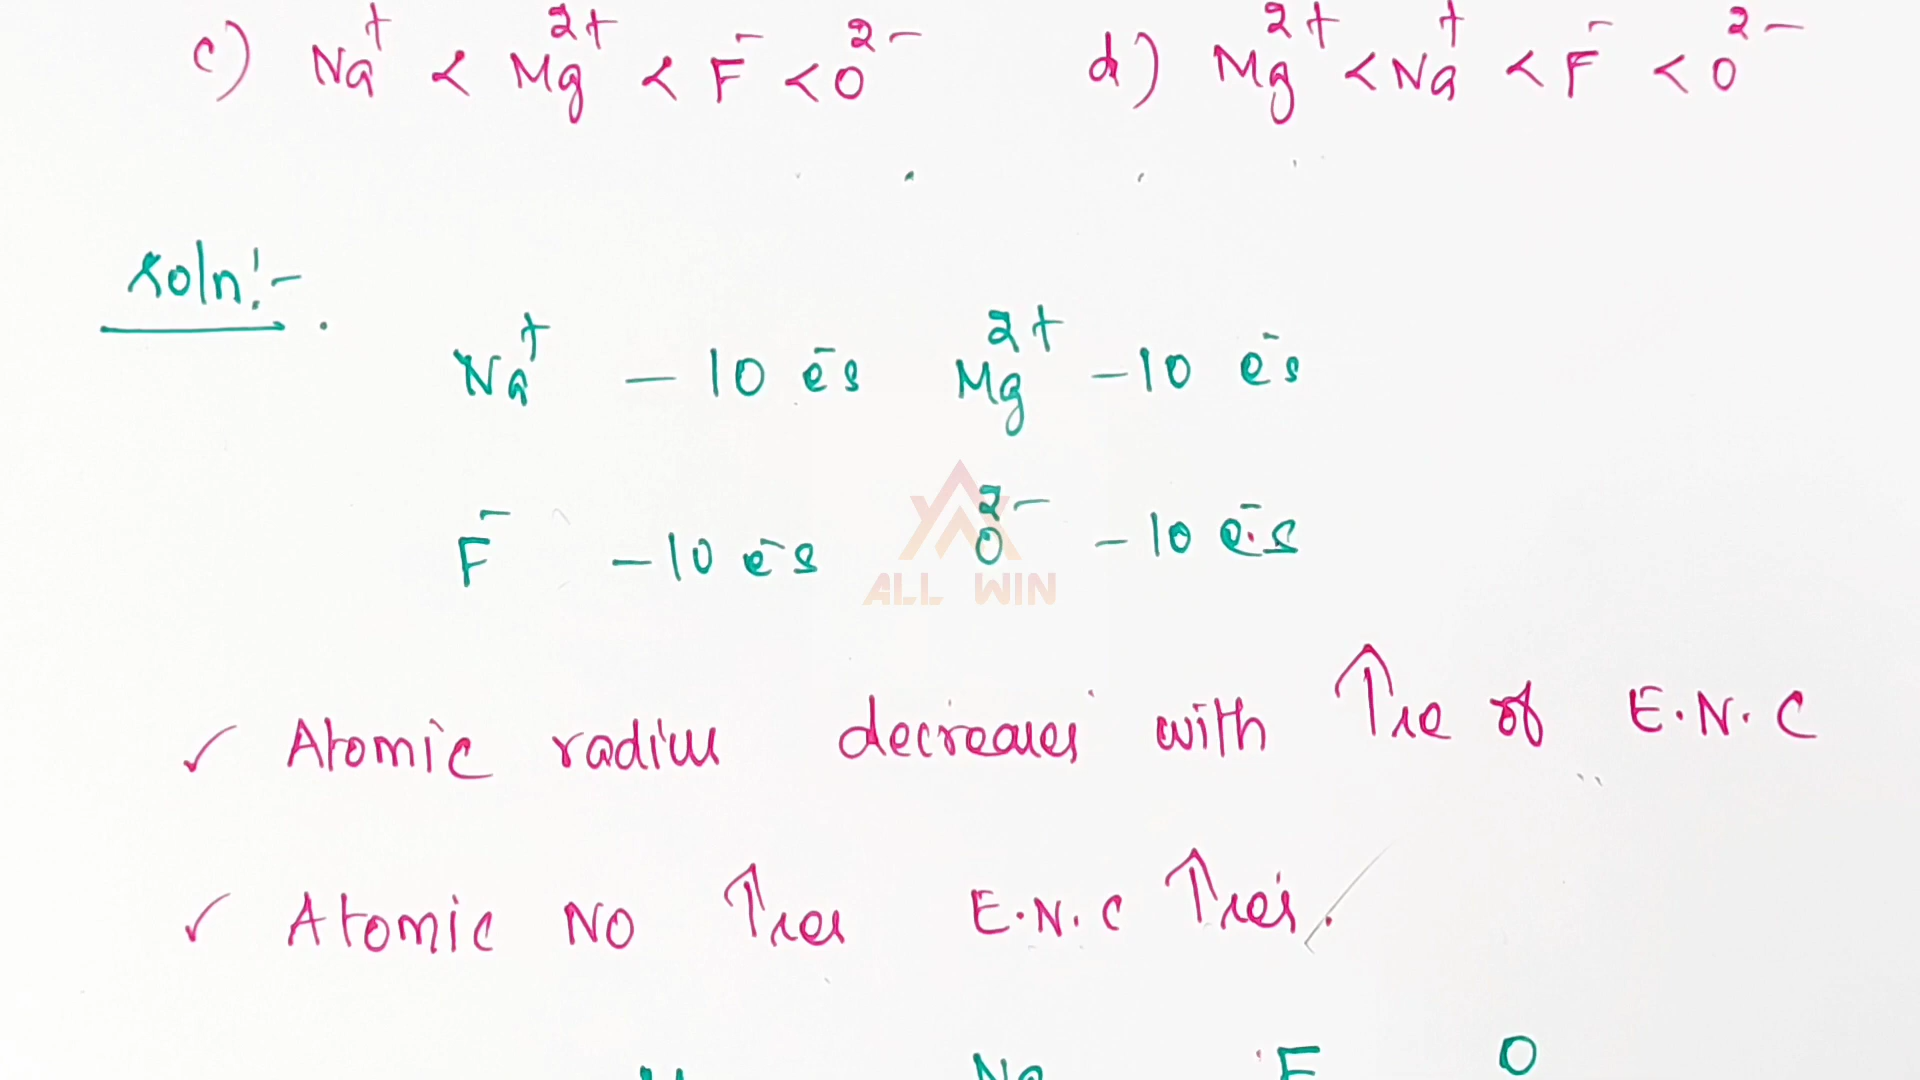 c) Na⁺ < Mg²⁺ < F⁻ < O²⁻ d) Mg²⁺ < Na⁺ < F⁻ < O²⁻
Soln:-
Na⁺ - 10 e⁻s Mg²⁺ - 10 e⁻s
F⁻ - 10 e⁻s O²⁻ - 10 e⁻s
ALL WIN
✓ Atomic radius decreases with ↑se of E.N.C
✓ Atomic No ↑ses E.N.C ↑ses.
Na F O